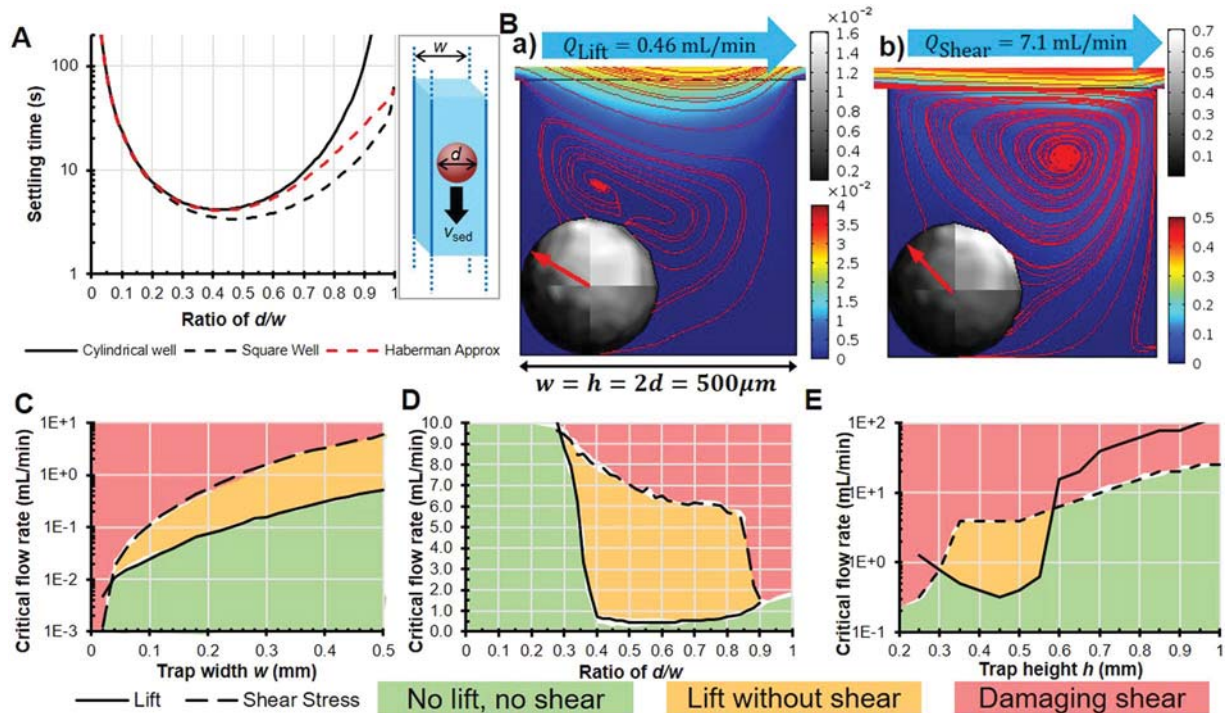 A
Settling time (s)
100
10
1
0 0.1 0.2 0.3 0.4 0.5 0.6 0.7 0.8 0.9 1
Ratio of d/w
Cylindrical well Square Well Haberman Approx
w
d
v_sed
B
a)
Q_Lift = 0.46 mL/min
×10⁻²
1.6
1.4
1.2
1
0.8
0.6
0.4
0.2
×10⁻²
4
3.5
3
2.5
2
1.5
1
0.5
0
w = h = 2d = 500μm
b)
Q_Shear = 7.1 mL/min
0.7
0.6
0.5
0.4
0.3
0.2
0.1
0.5
0.4
0.3
0.2
0.1
0
C
Critical flow rate (mL/min)
1E+1
1E+0
1E-1
1E-2
1E-3
0 0.1 0.2 0.3 0.4 0.5
Trap width w (mm)
D
Critical flow rate (mL/min)
10.0
9.0
8.0
7.0
6.0
5.0
4.0
3.0
2.0
1.0
0.0
0 0.1 0.2 0.3 0.4 0.5 0.6 0.7 0.8 0.9 1
Ratio of d/w
E
Critical flow rate (mL/min)
1E+2
1E+1
1E+0
1E-1
0.2 0.3 0.4 0.5 0.6 0.7 0.8 0.9 1
Trap height h (mm)
Lift Shear Stress
No lift, no shear
Lift without shear
Damaging shear